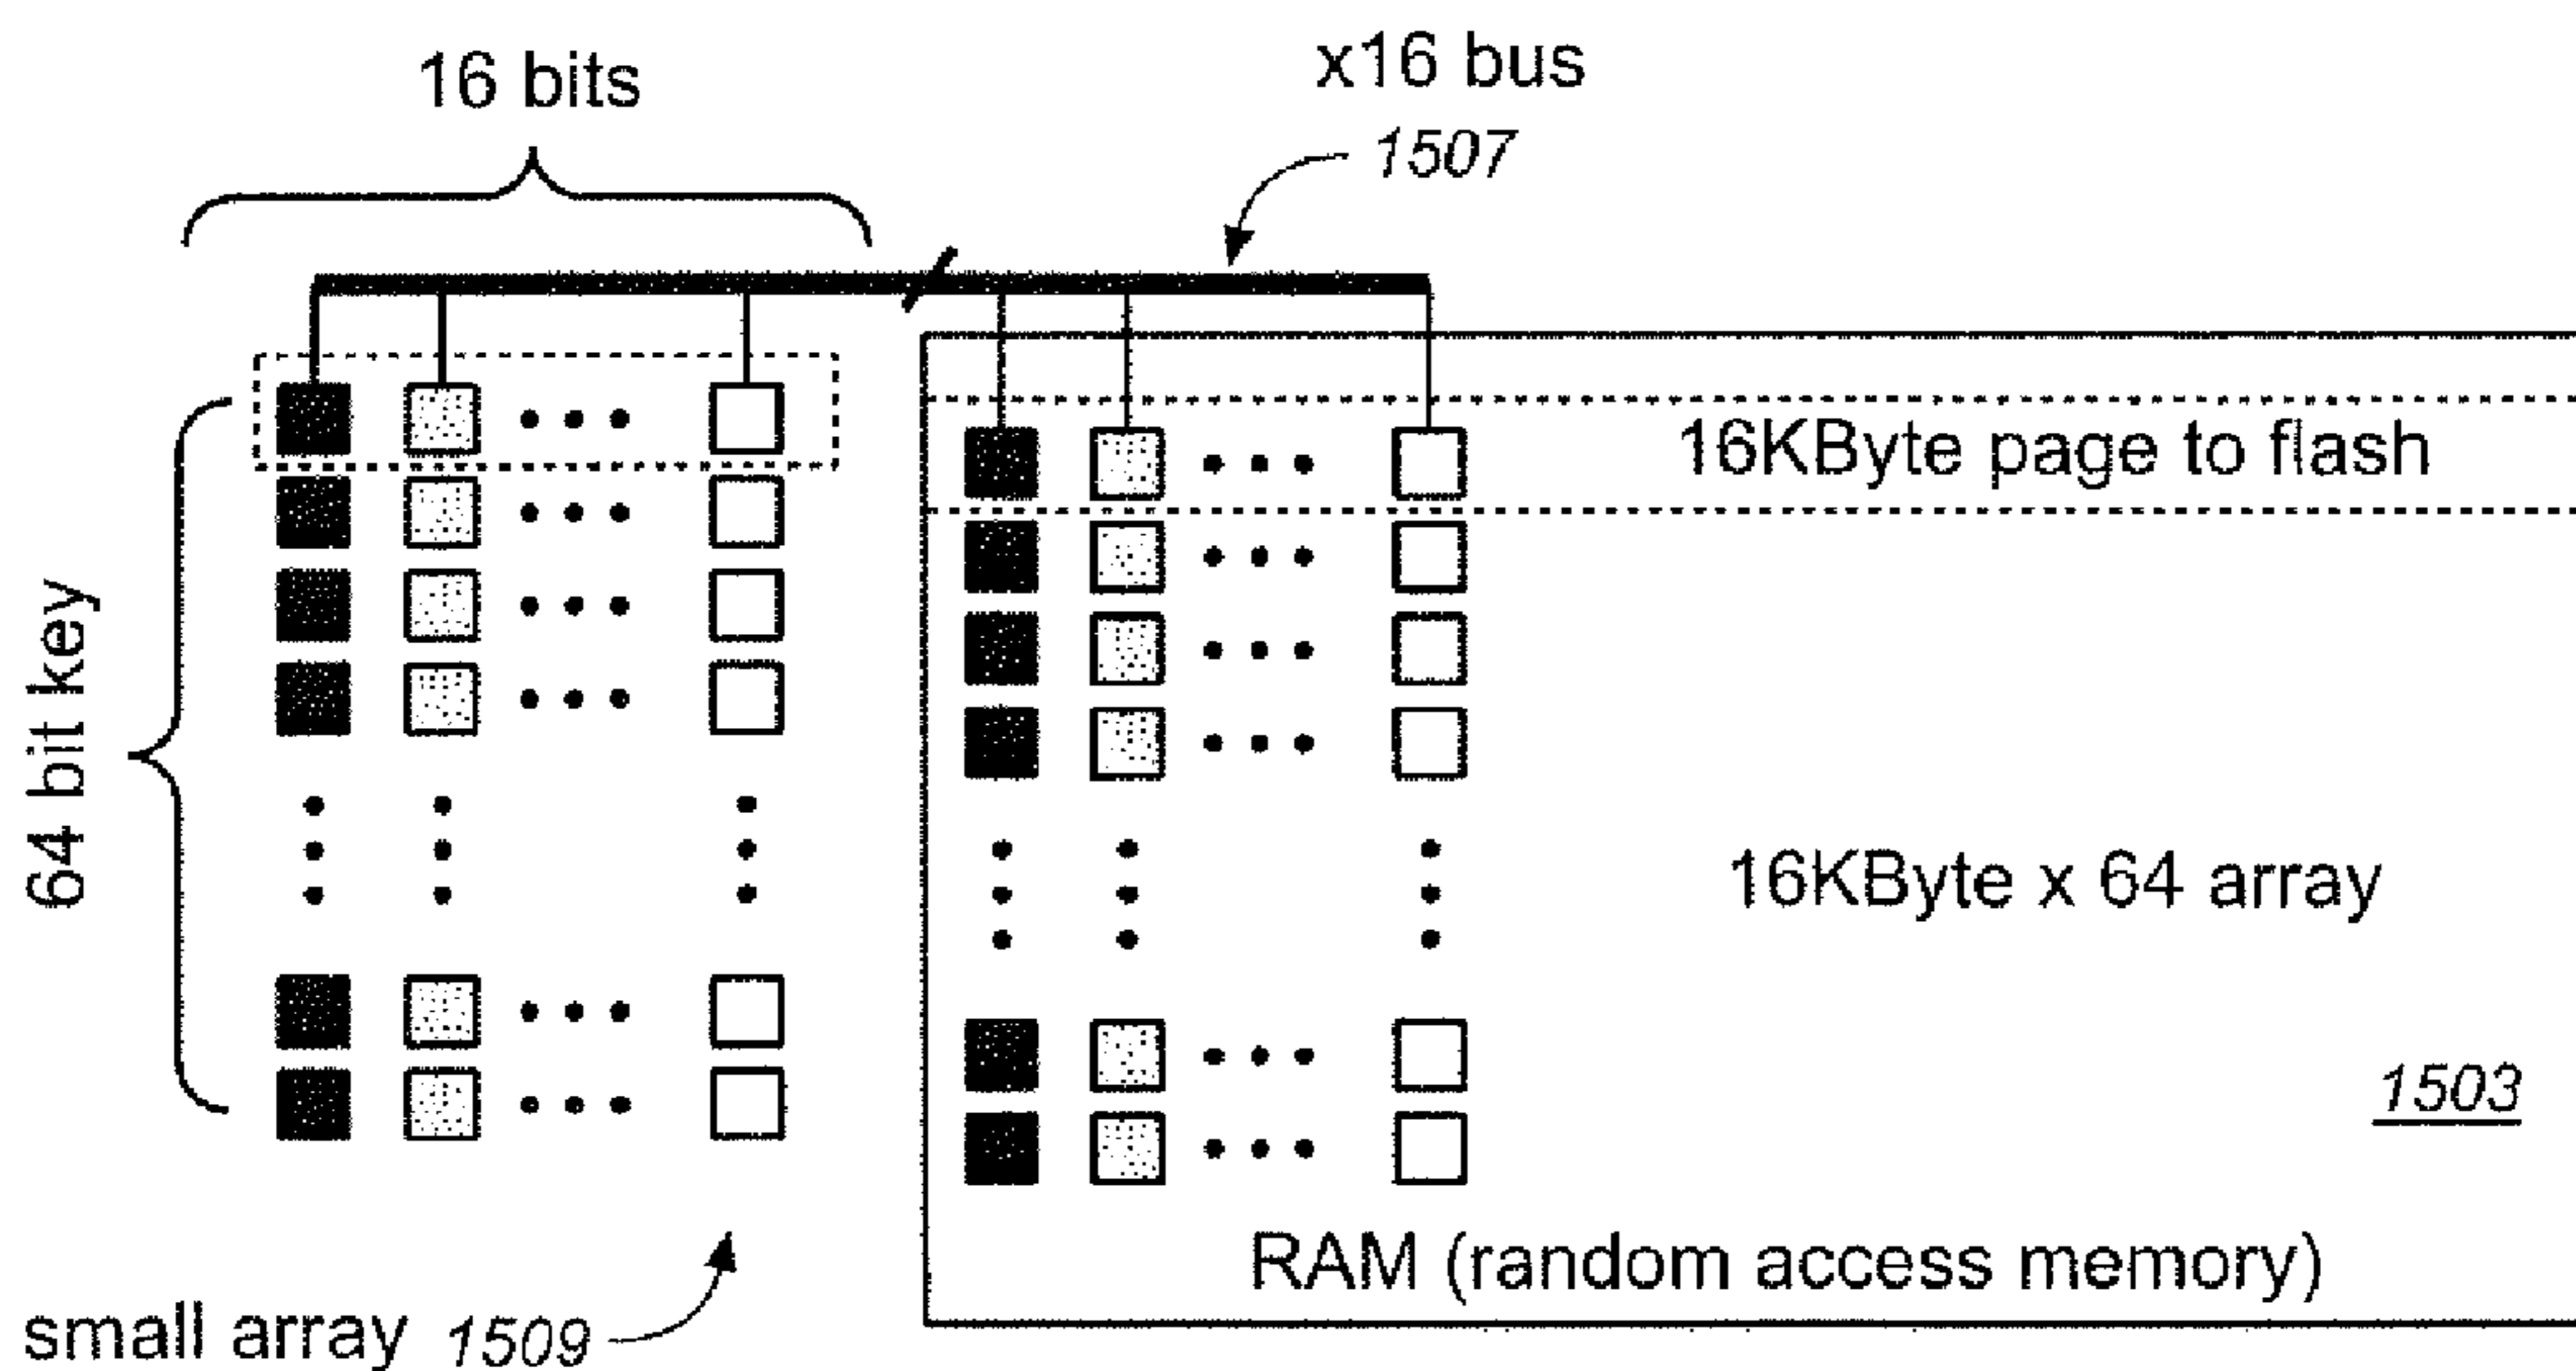 16 bits
x16 bus
1507
16KByte page to flash
64 bit key
16KByte x 64 array
1503
RAM (random access memory)
small array 1509